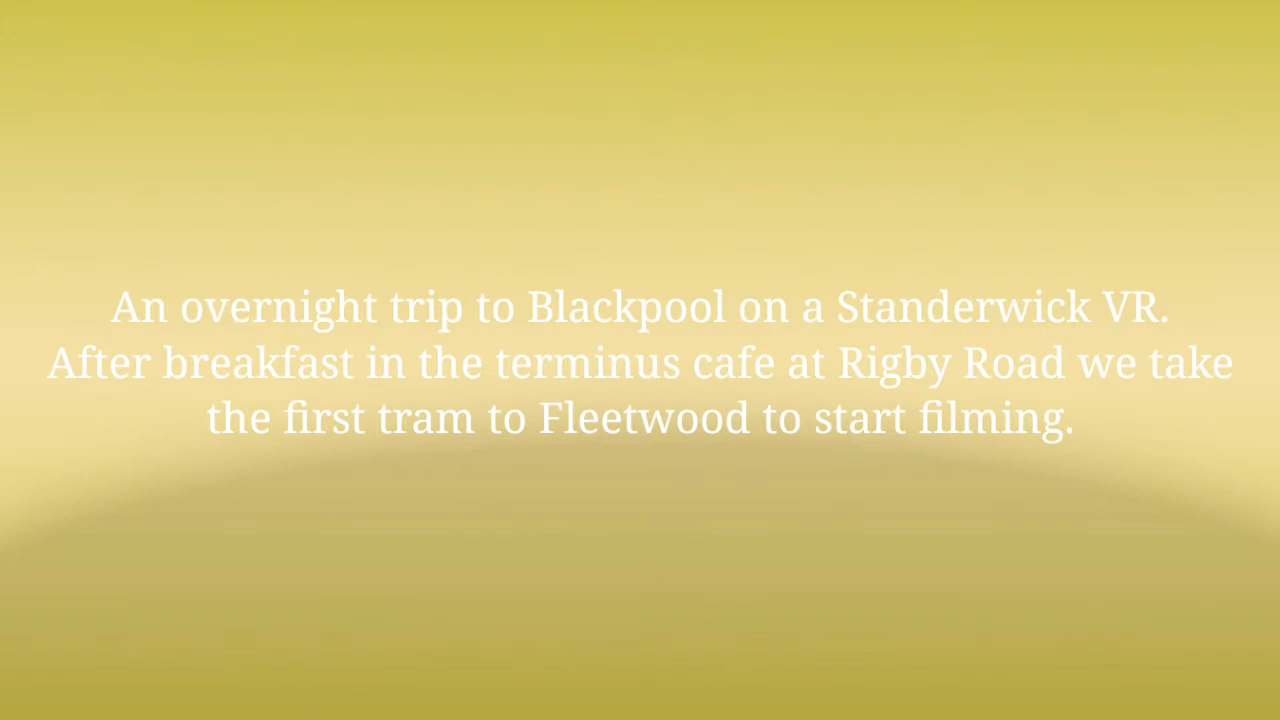 An overnight trip to Blackpool on a Standerwick VR.
After breakfast in the terminus cafe at Rigby Road we take
the first tram to Fleetwood to start filming.